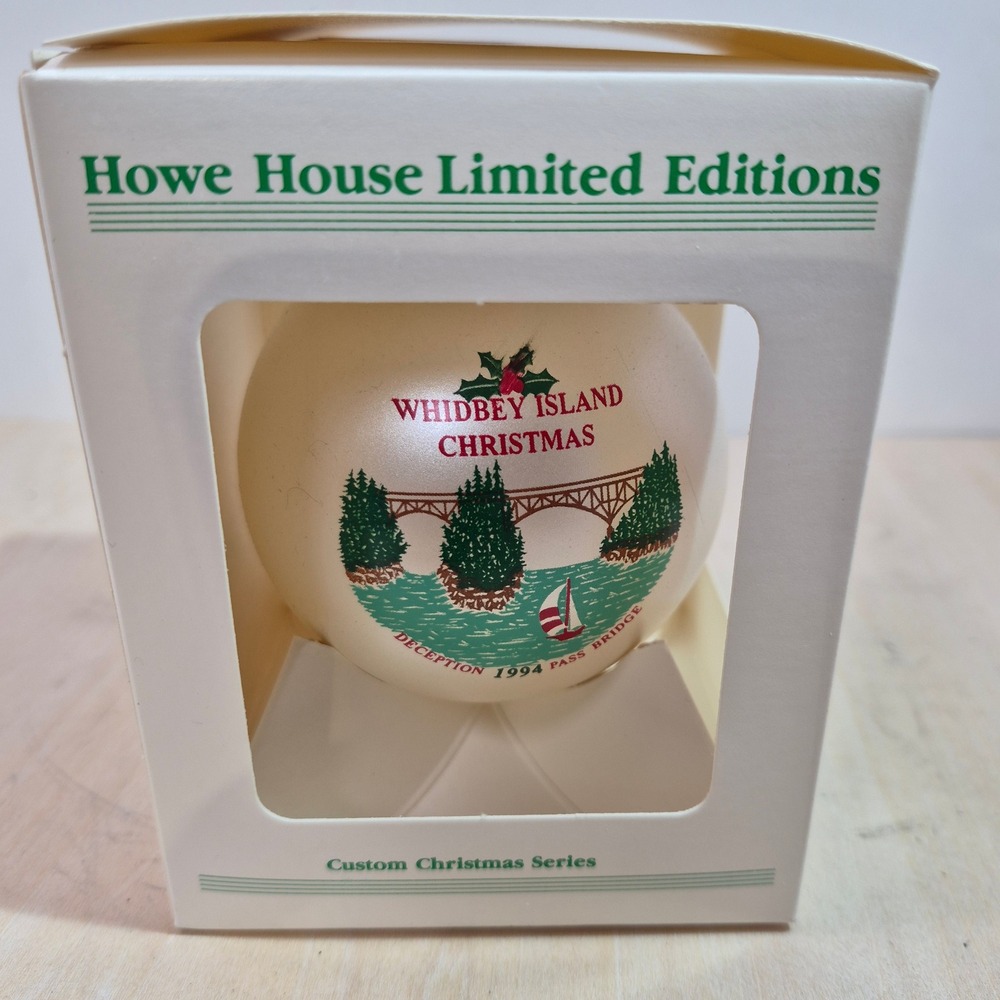 Howe House Limited Editions
WHIDBEY ISLAND
CHRISTMAS
DECEPTION 1994 PASS BRIDGE
Custom Christmas Series